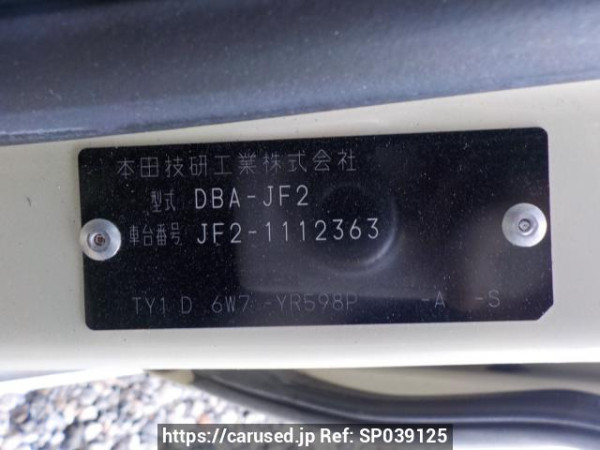 本田技研工業株式会社
型式 DBA-JF2
車台番号 JF2-1112363
TY1 D 6W7 -YR598P -A -S
https://carused.jp Ref: SP039125